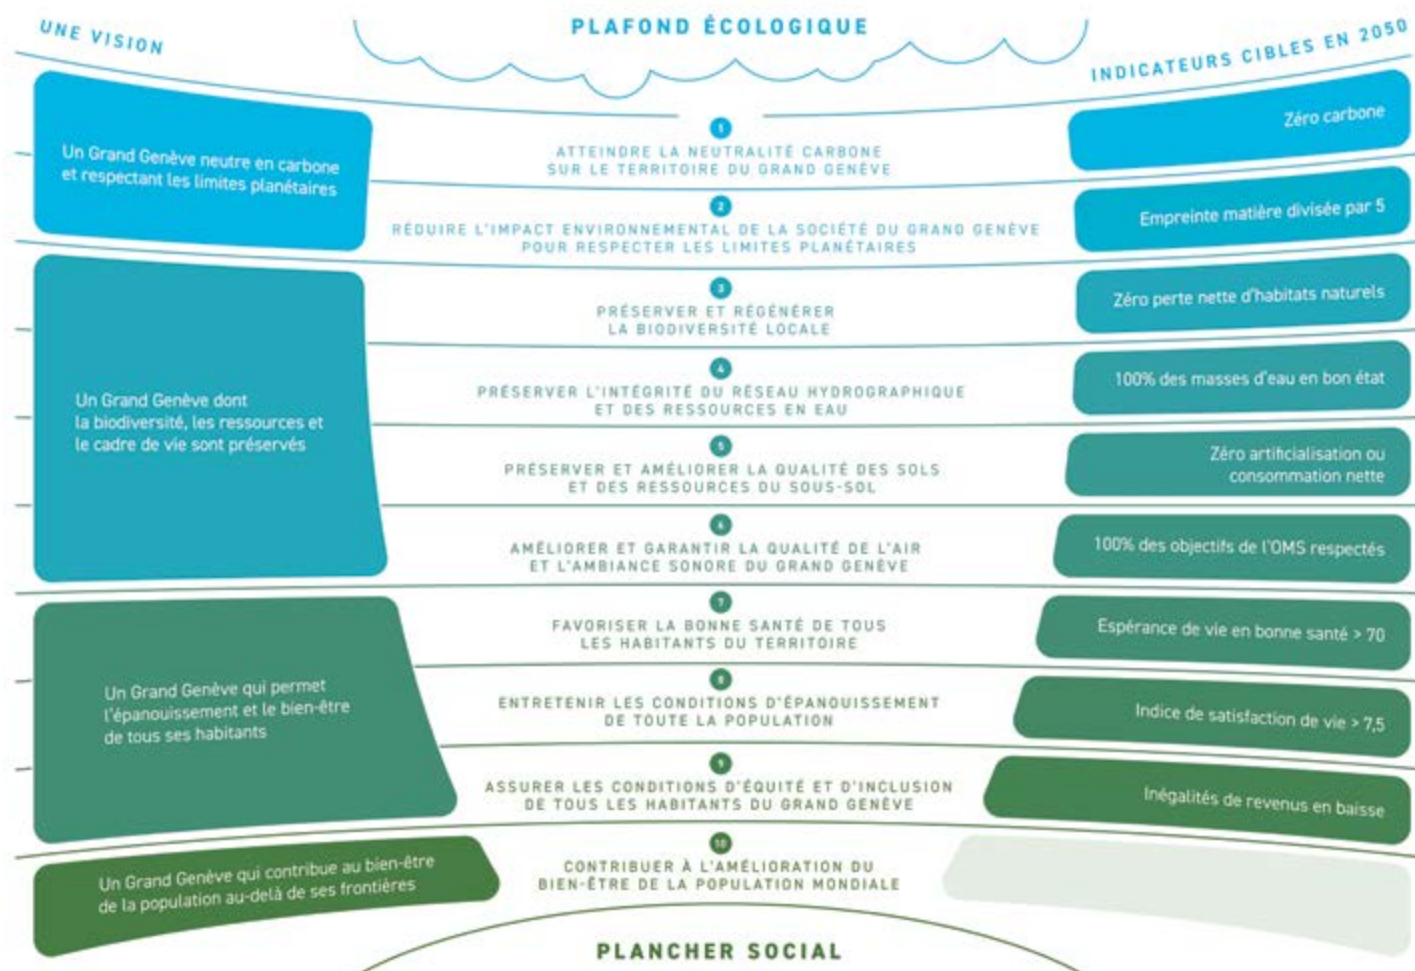 UNE VISION
PLAFOND ÉCOLOGIQUE
INDICATEURS CIBLES EN 2050
Un Grand Genève neutre en carbone
et respectant les limites planétaires
1
ATTEINDRE LA NEUTRALITÉ CARBONE
SUR LE TERRITOIRE DU GRAND GENÈVE
Zéro carbone
2
RÉDUIRE L'IMPACT ENVIRONNEMENTAL DE LA SOCIÉTÉ DU GRAND GENÈVE
POUR RESPECTER LES LIMITES PLANÉTAIRES
Empreinte matière divisée par 5
Un Grand Genève dont
la biodiversité, les ressources et
le cadre de vie sont préservés
3
PRÉSERVER ET RÉGÉNÉRER
LA BIODIVERSITÉ LOCALE
Zéro perte nette d'habitats naturels
4
PRÉSERVER L'INTÉGRITÉ DU RÉSEAU HYDROGRAPHIQUE
ET DES RESSOURCES EN EAU
100% des masses d'eau en bon état
5
PRÉSERVER ET AMÉLIORER LA QUALITÉ DES SOLS
ET DES RESSOURCES DU SOUS-SOL
Zéro artificialisation ou
consommation nette
6
AMÉLIORER ET GARANTIR LA QUALITÉ DE L'AIR
ET L'AMBIANCE SONORE DU GRAND GENÈVE
100% des objectifs de l'OMS respectés
Un Grand Genève qui permet
l'épanouissement et le bien-être
de tous ses habitants
7
FAVORISER LA BONNE SANTÉ DE TOUS
LES HABITANTS DU TERRITOIRE
Espérance de vie en bonne santé > 70
8
ENTRETENIR LES CONDITIONS D'ÉPANOUISSEMENT
DE TOUTE LA POPULATION
Indice de satisfaction de vie > 7,5
9
ASSURER LES CONDITIONS D'ÉQUITÉ ET D'INCLUSION
DE TOUS LES HABITANTS DU GRAND GENÈVE
Inégalités de revenus en baisse
Un Grand Genève qui contribue au bien-être
de la population au-delà de ses frontières
10
CONTRIBUER À L'AMÉLIORATION DU
BIEN-ÊTRE DE LA POPULATION MONDIALE
PLANCHER SOCIAL